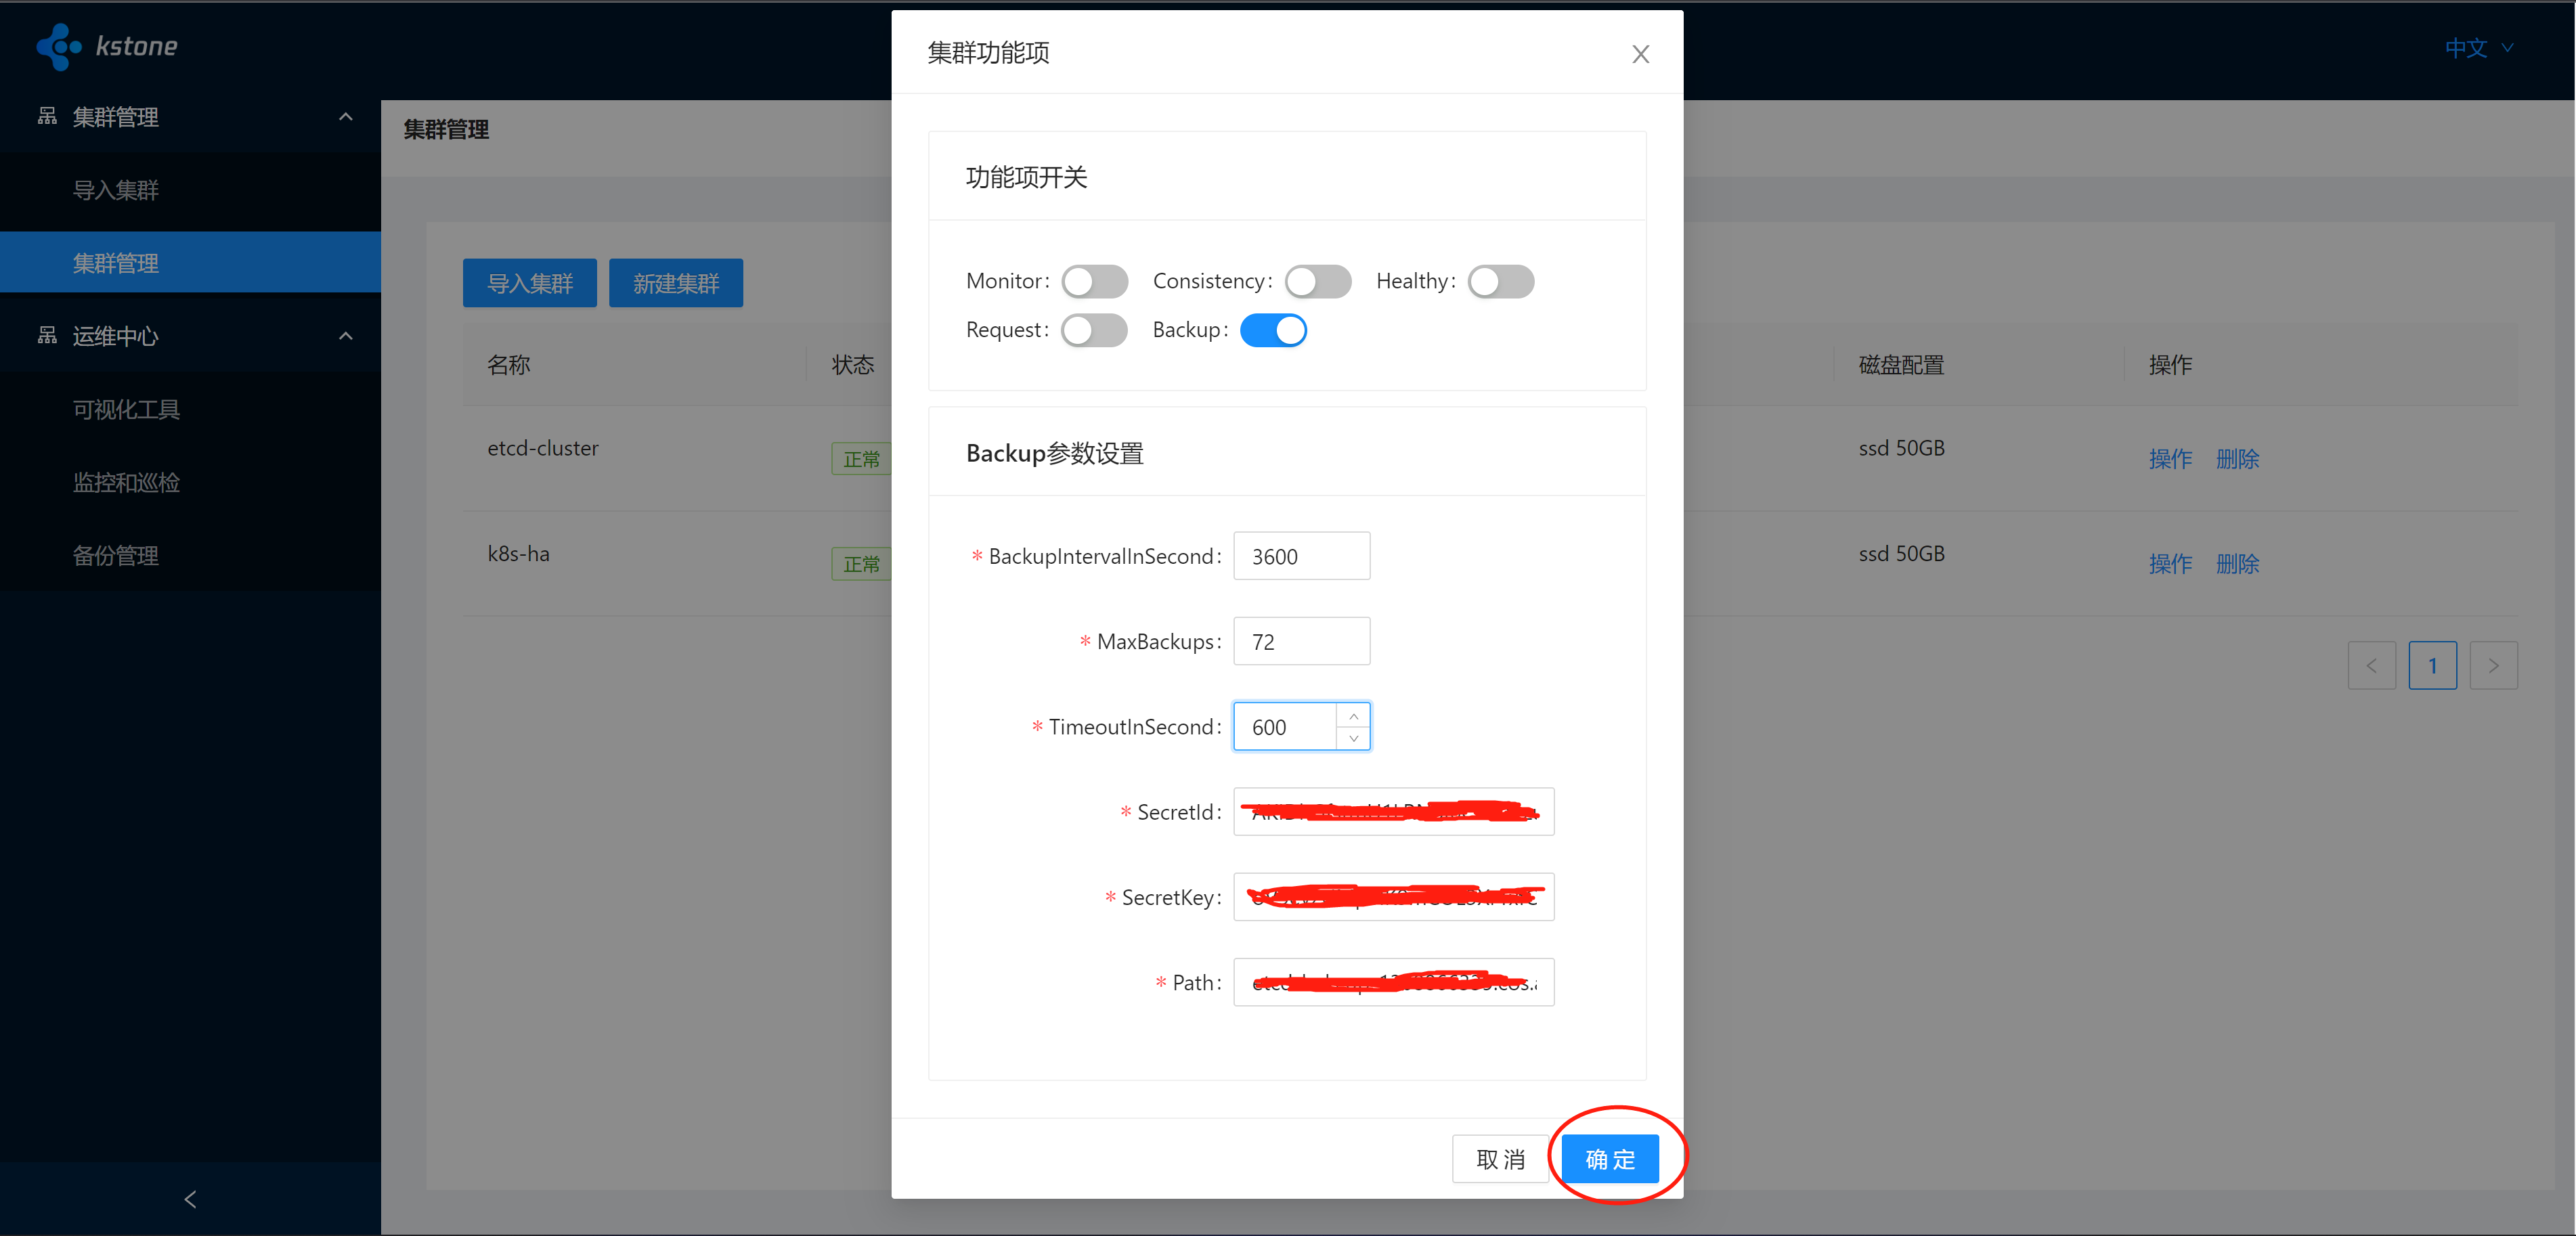 kstone
中文
集群管理
导入集群
集群管理
运维中心
可视化工具
监控和巡检
备份管理
集群管理
导入集群 新建集群
名称 状态 磁盘配置 操作
etcd-cluster 正常 ssd 50GB 操作 删除
k8s-ha 正常 ssd 50GB 操作 删除
1
集群功能项
功能项开关
Monitor: Consistency: Healthy:
Request: Backup:
Backup参数设置
* BackupIntervalInSecond: 3600
* MaxBackups: 72
* TimeoutInSecond: 600
* SecretId:
* SecretKey:
* Path:
取 消 确 定